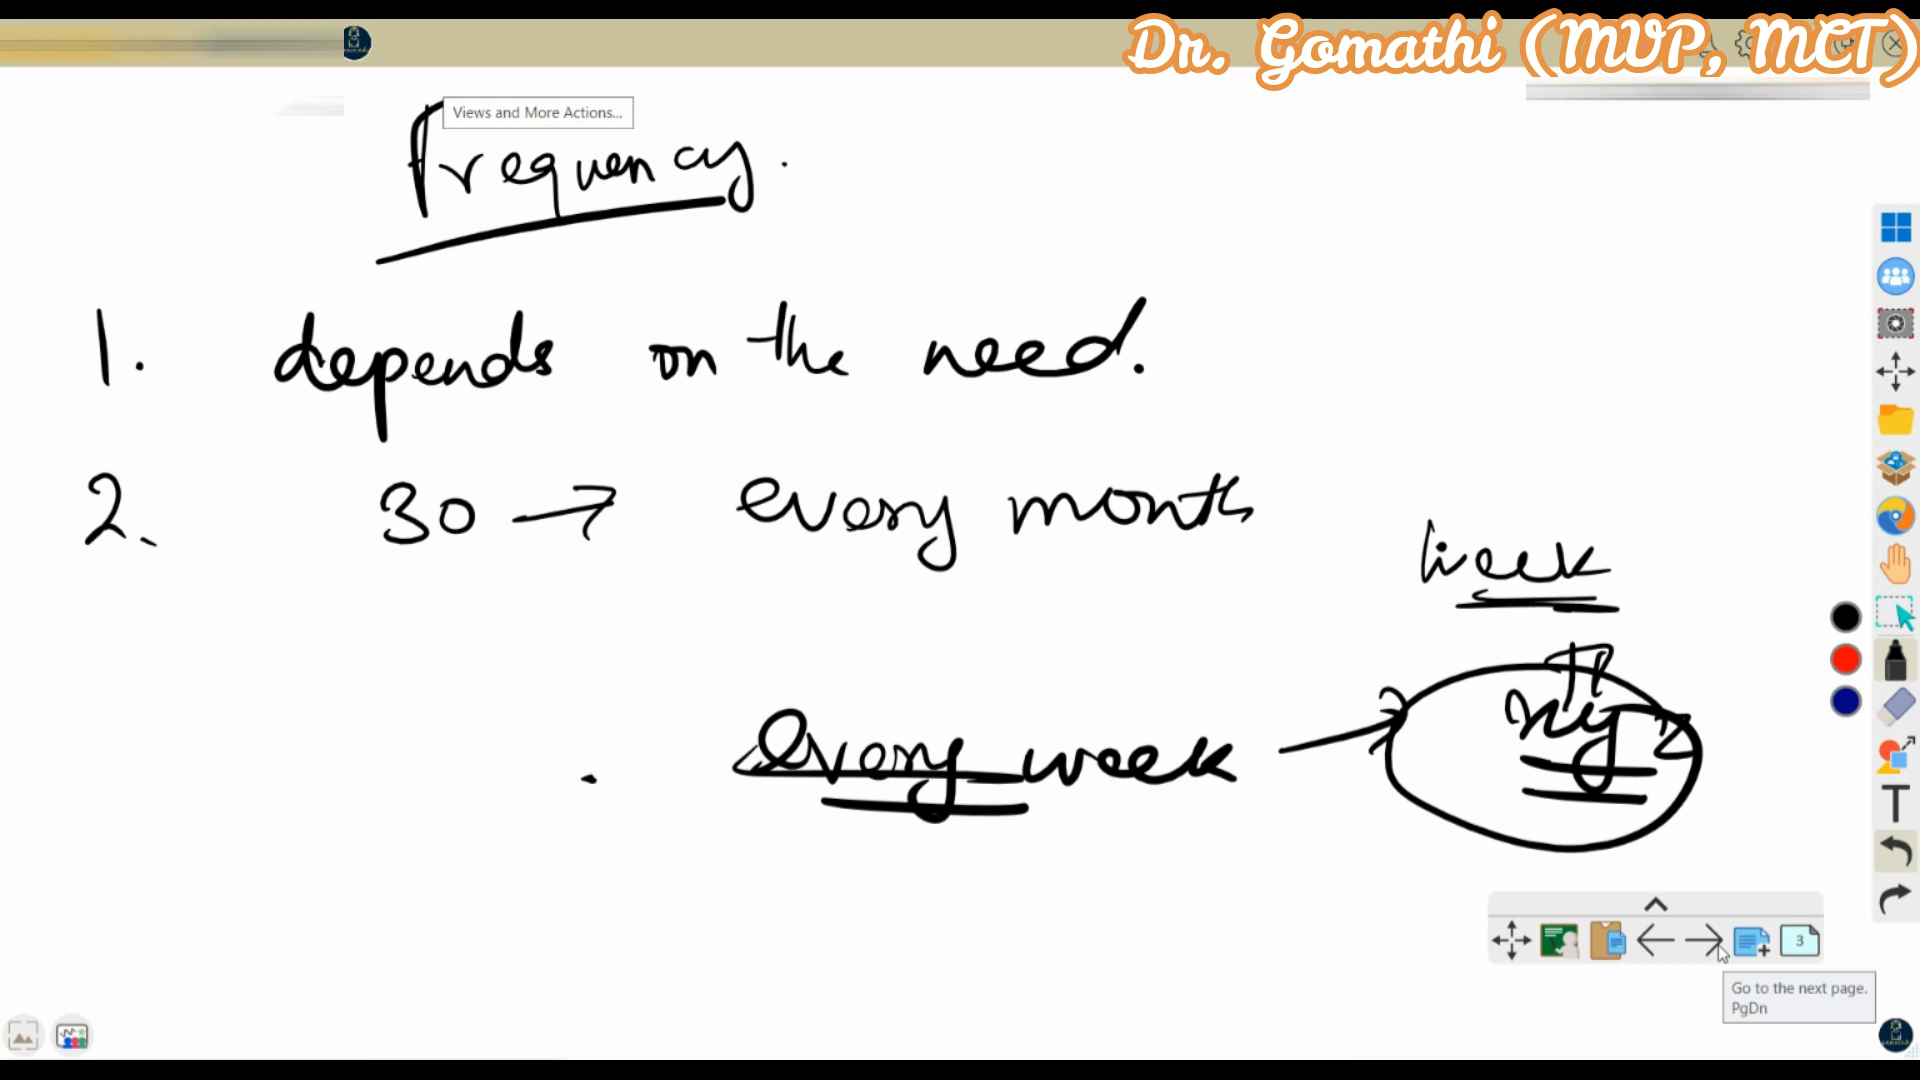 Dr. Gomathi (MVP, MCT)
Views and More Actions...
Frequency.
1. depends on the need.
2. 30 → every month
week
. every week →
3
Go to the next page.
PgDn